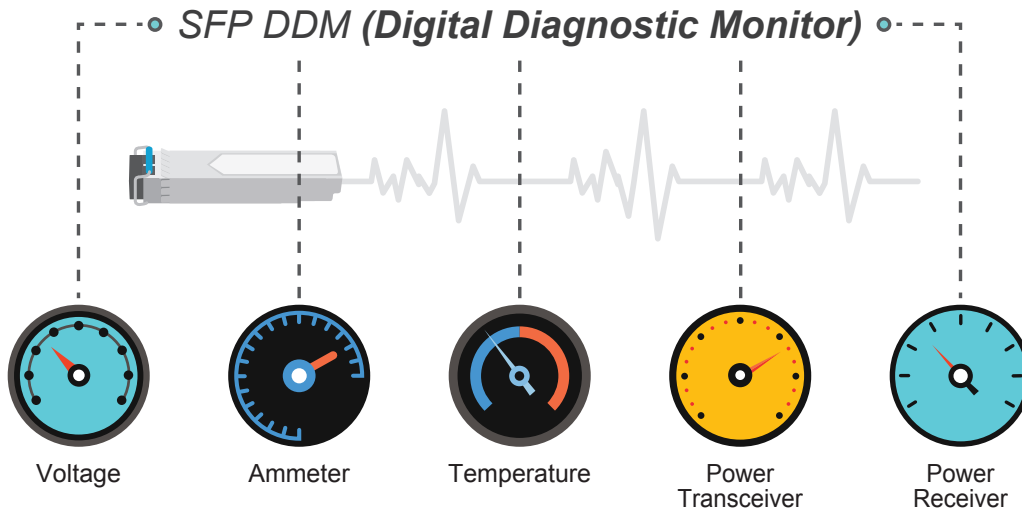 SFP DDM (Digital Diagnostic Monitor)
Voltage
Ammeter
Temperature
Power
Transceiver
Power
Receiver